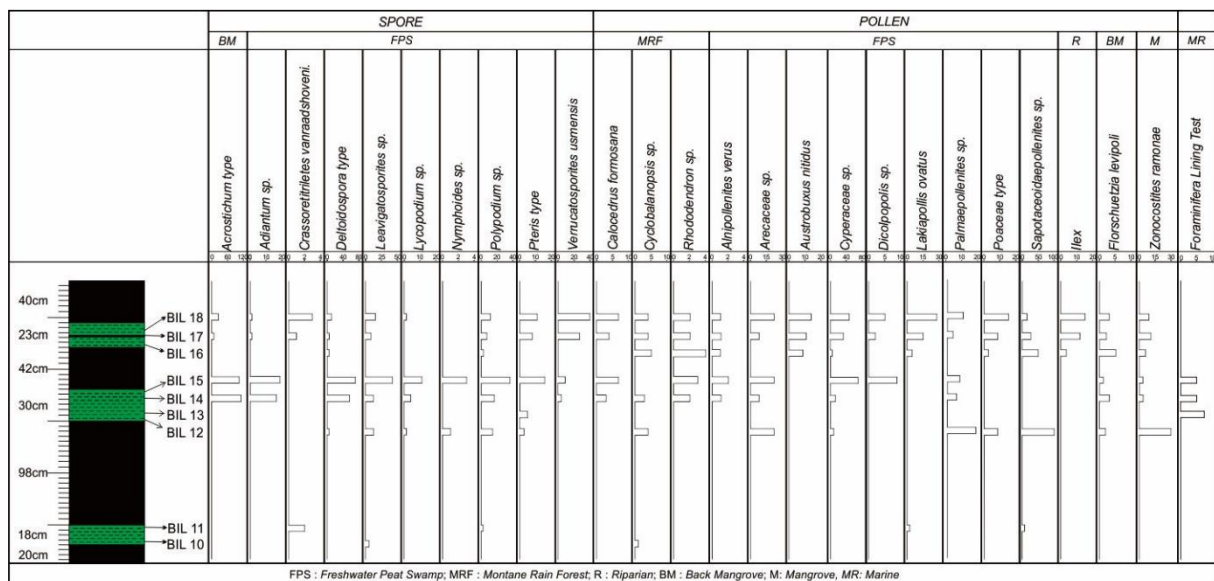 SPORE POLLEN
BM FPS MRF FPS R BM M MR
Acrostichum type
Adiantum sp.
Crassoretitriletes vanraadshoveni.
Deltoidospora type
Leavigatosporites sp.
Lycopodium sp.
Nymphoides sp.
Polypodium sp.
Pteris type
Verrucatosporites usmensis
Calocedrus formosana
Cyclobalanopsis sp.
Rhododendron sp.
Alnipollenites verus
Arecaceae sp.
Austrobuxus nitidus
Cyperaceae sp.
Dicolpopolis sp.
Lakiapollis ovatus
Palmaepollenites sp.
Poaceae type
Sapotaceoidaepollenites sp.
Ilex
Florschuetzia levipoli
Zonocostites ramonae
Foraminifera Lining Test
40cm
BIL 18
23cm BIL 17
BIL 16
42cm
BIL 15
BIL 14
30cm
BIL 13
BIL 12
98cm
BIL 11
18cm
BIL 10
20cm
FPS : Freshwater Peat Swamp; MRF : Montane Rain Forest; R : Riparian; BM : Back Mangrove; M: Mangrove, MR: Marine